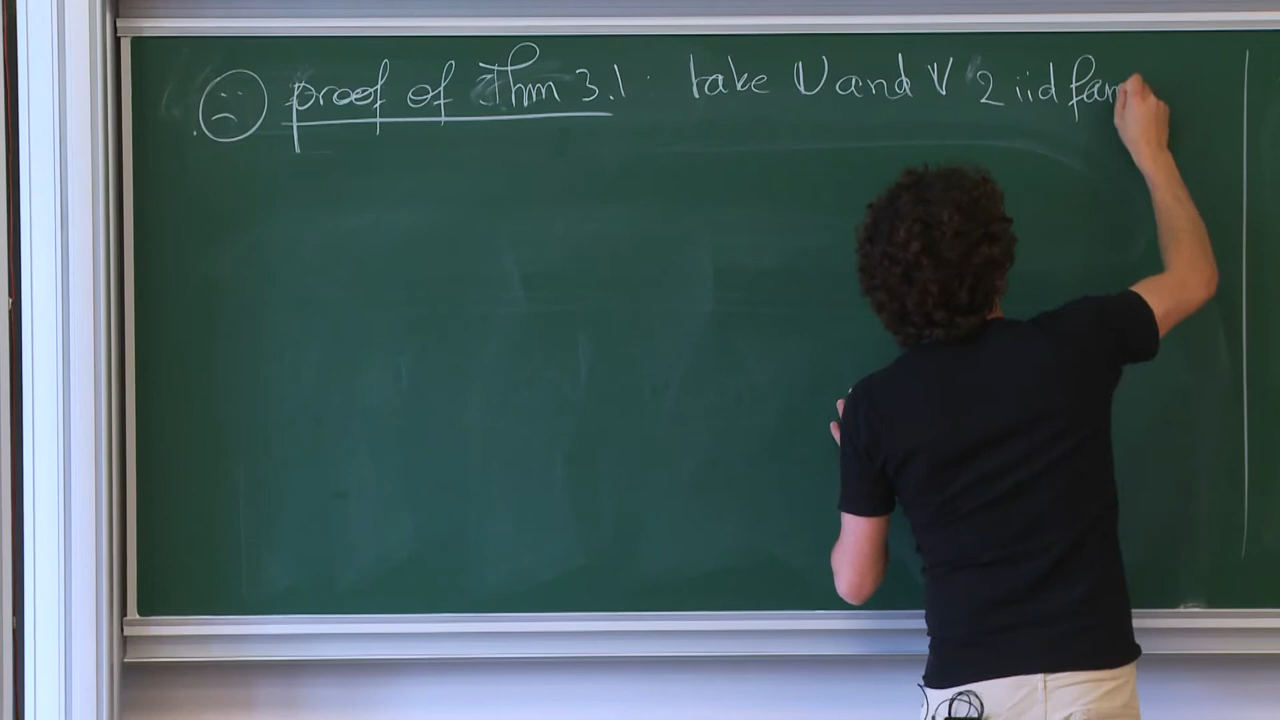 proof of Thm 3.1 : take U and V 2 iid fam